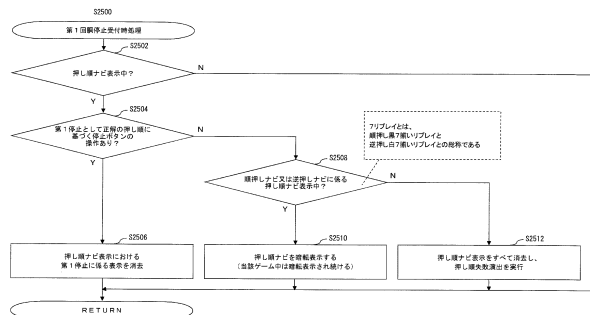 S2500
第1回胴停止受付時処理
S2502
押し順ナビ表示中?
N
Y
S2504
第1停止として正解の押し順に
基づく停止ボタンの
操作あり?
N
Y
7リプレイとは、
順押し黒7揃いリプレイと
逆押し白7揃いリプレイとの総称である
S2508
順押しナビ又は逆押しナビに係る
押し順ナビ表示中?
N
Y
S2506
押し順ナビ表示における
第1停止に係る表示を消去
S2510
押し順ナビを暗転表示する
(当該ゲーム中は暗転表示され続ける)
S2512
押し順ナビ表示をすべて消去し、
押し順失敗演出を実行
RETURN